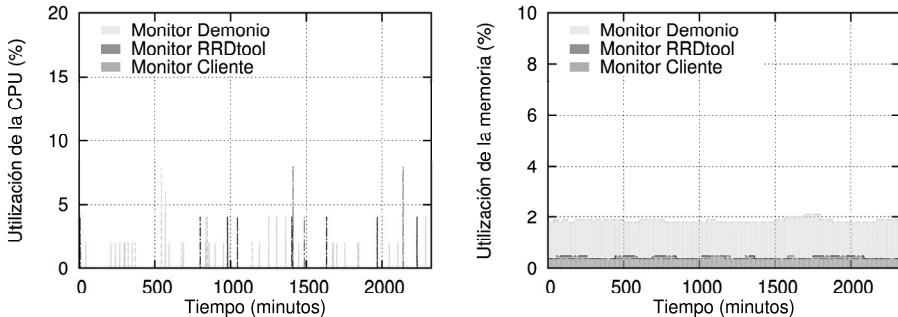 20
15
10
5
0
Utilización de la CPU (%)
Monitor Demonio
Monitor RRDtool
Monitor Cliente
0 500 1000 1500 2000
Tiempo (minutos)
10
8
6
4
2
0
Utilización de la memoria (%)
Monitor Demonio
Monitor RRDtool
Monitor Cliente
0 500 1000 1500 2000
Tiempo (minutos)